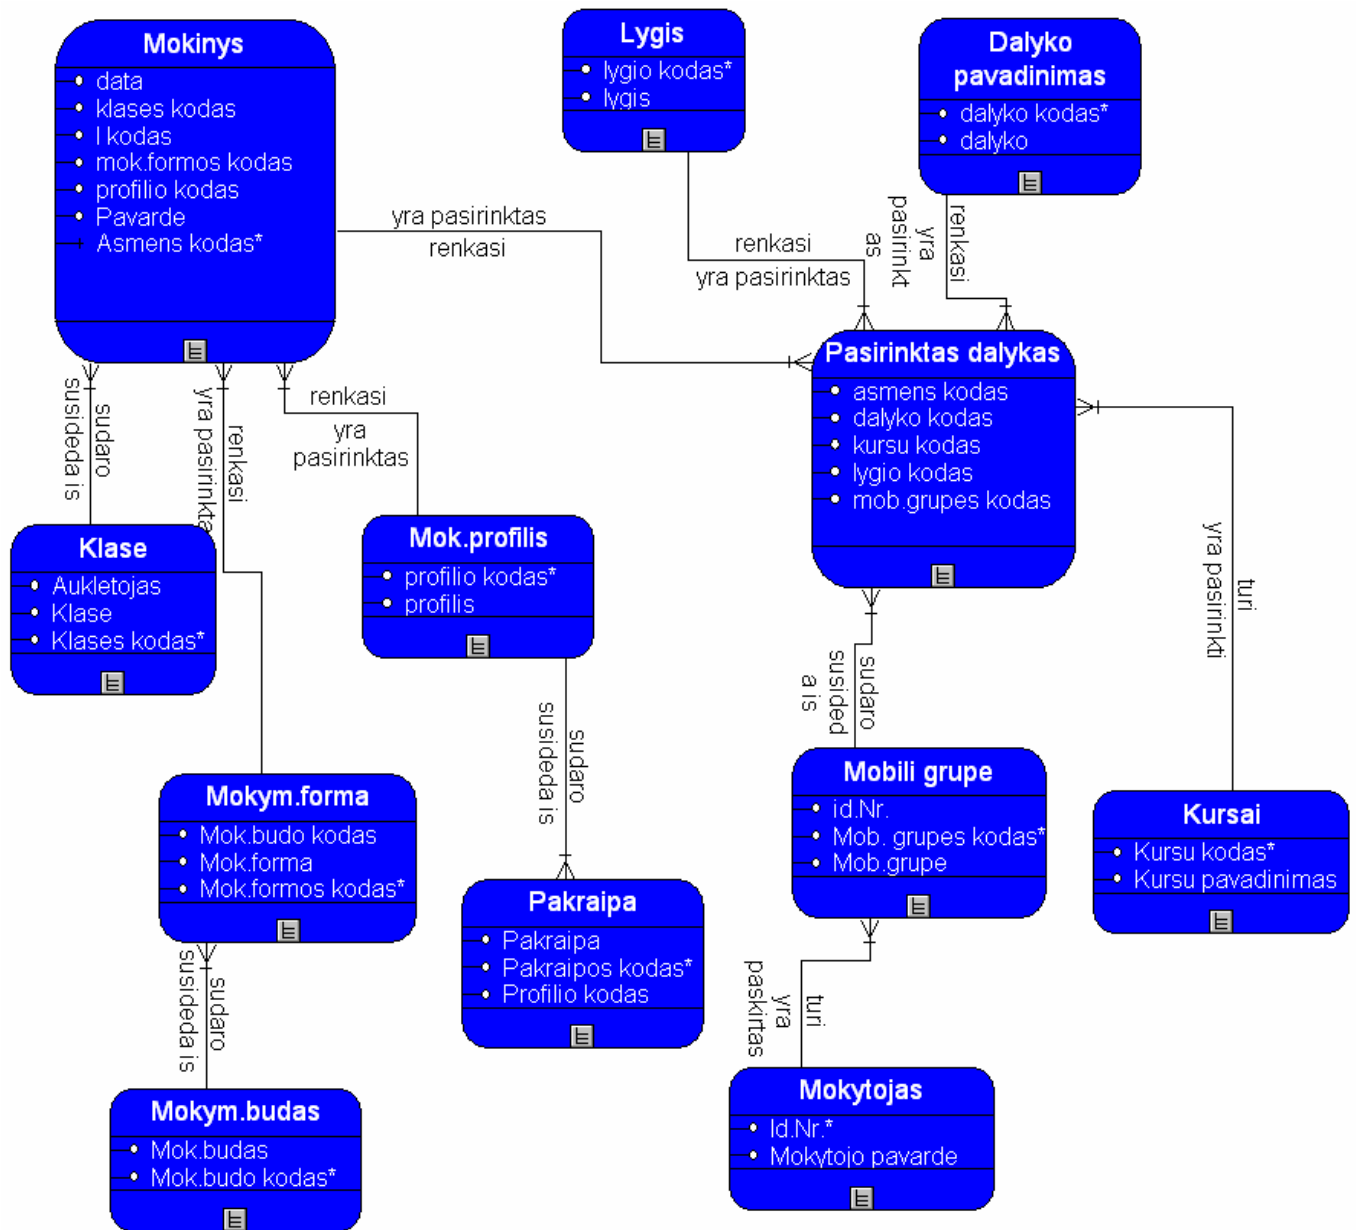 Mokinys
data
klases kodas
I kodas
mok.formos kodas
profilio kodas
Pavarde
Asmens kodas*
Lygis
lygio kodas*
lygis
Dalyko
pavadinimas
dalyko kodas*
dalyko
yra pasirinktas
renkasi
renkasi
yra pasirinktas
renkasi
yra
pasirinkt
as
Pasirinktas dalykas
asmens kodas
dalyko kodas
kursu kodas
lygio kodas
mob.grupes kodas
sudaro
susideda is
renkasi
yra pasirinkta
renkasi
yra
pasirinktas
turi
yra pasirinkti
Klase
Aukletojas
Klase
Klases kodas*
Mok.profilis
profilio kodas*
profilis
sudaro
susideda is
sudaro
susided
a is
Mokym.forma
Mok.budo kodas
Mok.forma
Mok.formos kodas*
Mobili grupe
id.Nr.
Mob. grupes kodas*
Mob.grupe
Kursai
Kursu kodas*
Kursu pavadinimas
Pakraipa
Pakraipa
Pakraipos kodas*
Profilio kodas
sudaro
susideda is
turi
yra
paskirtas
Mokym.budas
Mok.budas
Mok.budo kodas*
Mokytojas
Id.Nr.*
Mokytojo pavarde